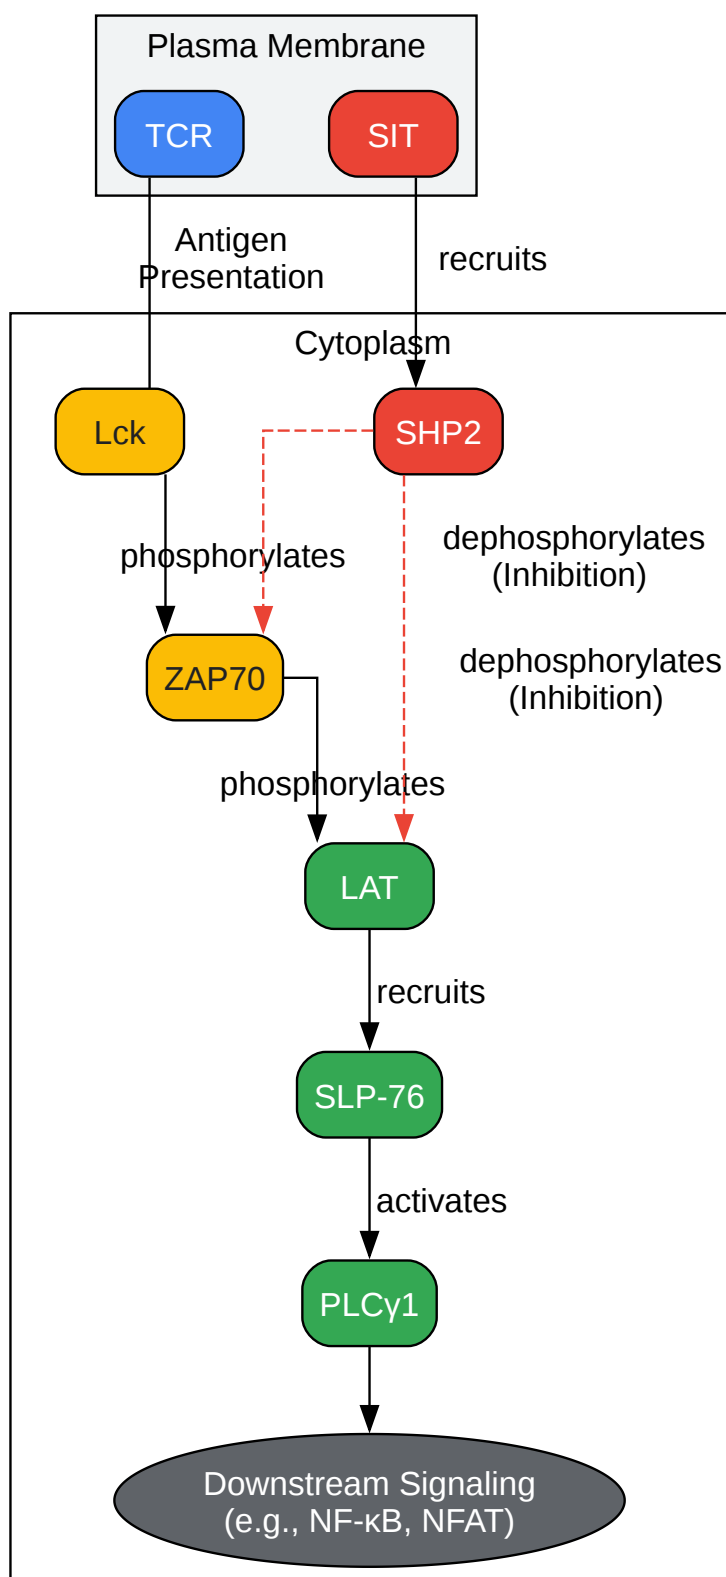 Plasma Membrane
TCR
SIT
Antigen
Presentation
recruits
Cytoplasm
Lck
SHP2
phosphorylates
dephosphorylates
(Inhibition)
ZAP70
dephosphorylates
(Inhibition)
phosphorylates
LAT
recruits
SLP-76
activates
PLCγ1
Downstream Signaling
(e.g., NF-κB, NFAT)